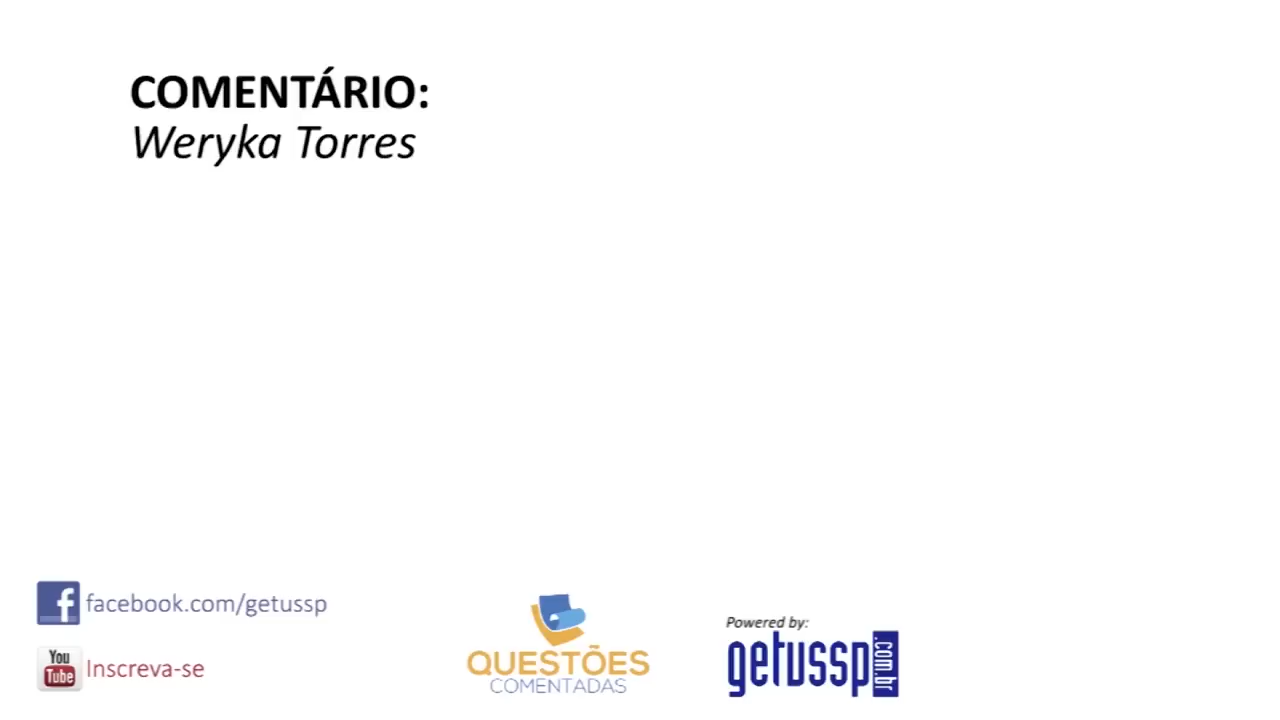 COMENTÁRIO:
Weryka Torres
facebook.com/getussp
You
Tube
Inscreva-se
QUESTÕES
COMENTADAS
Powered by:
getussp.com.br